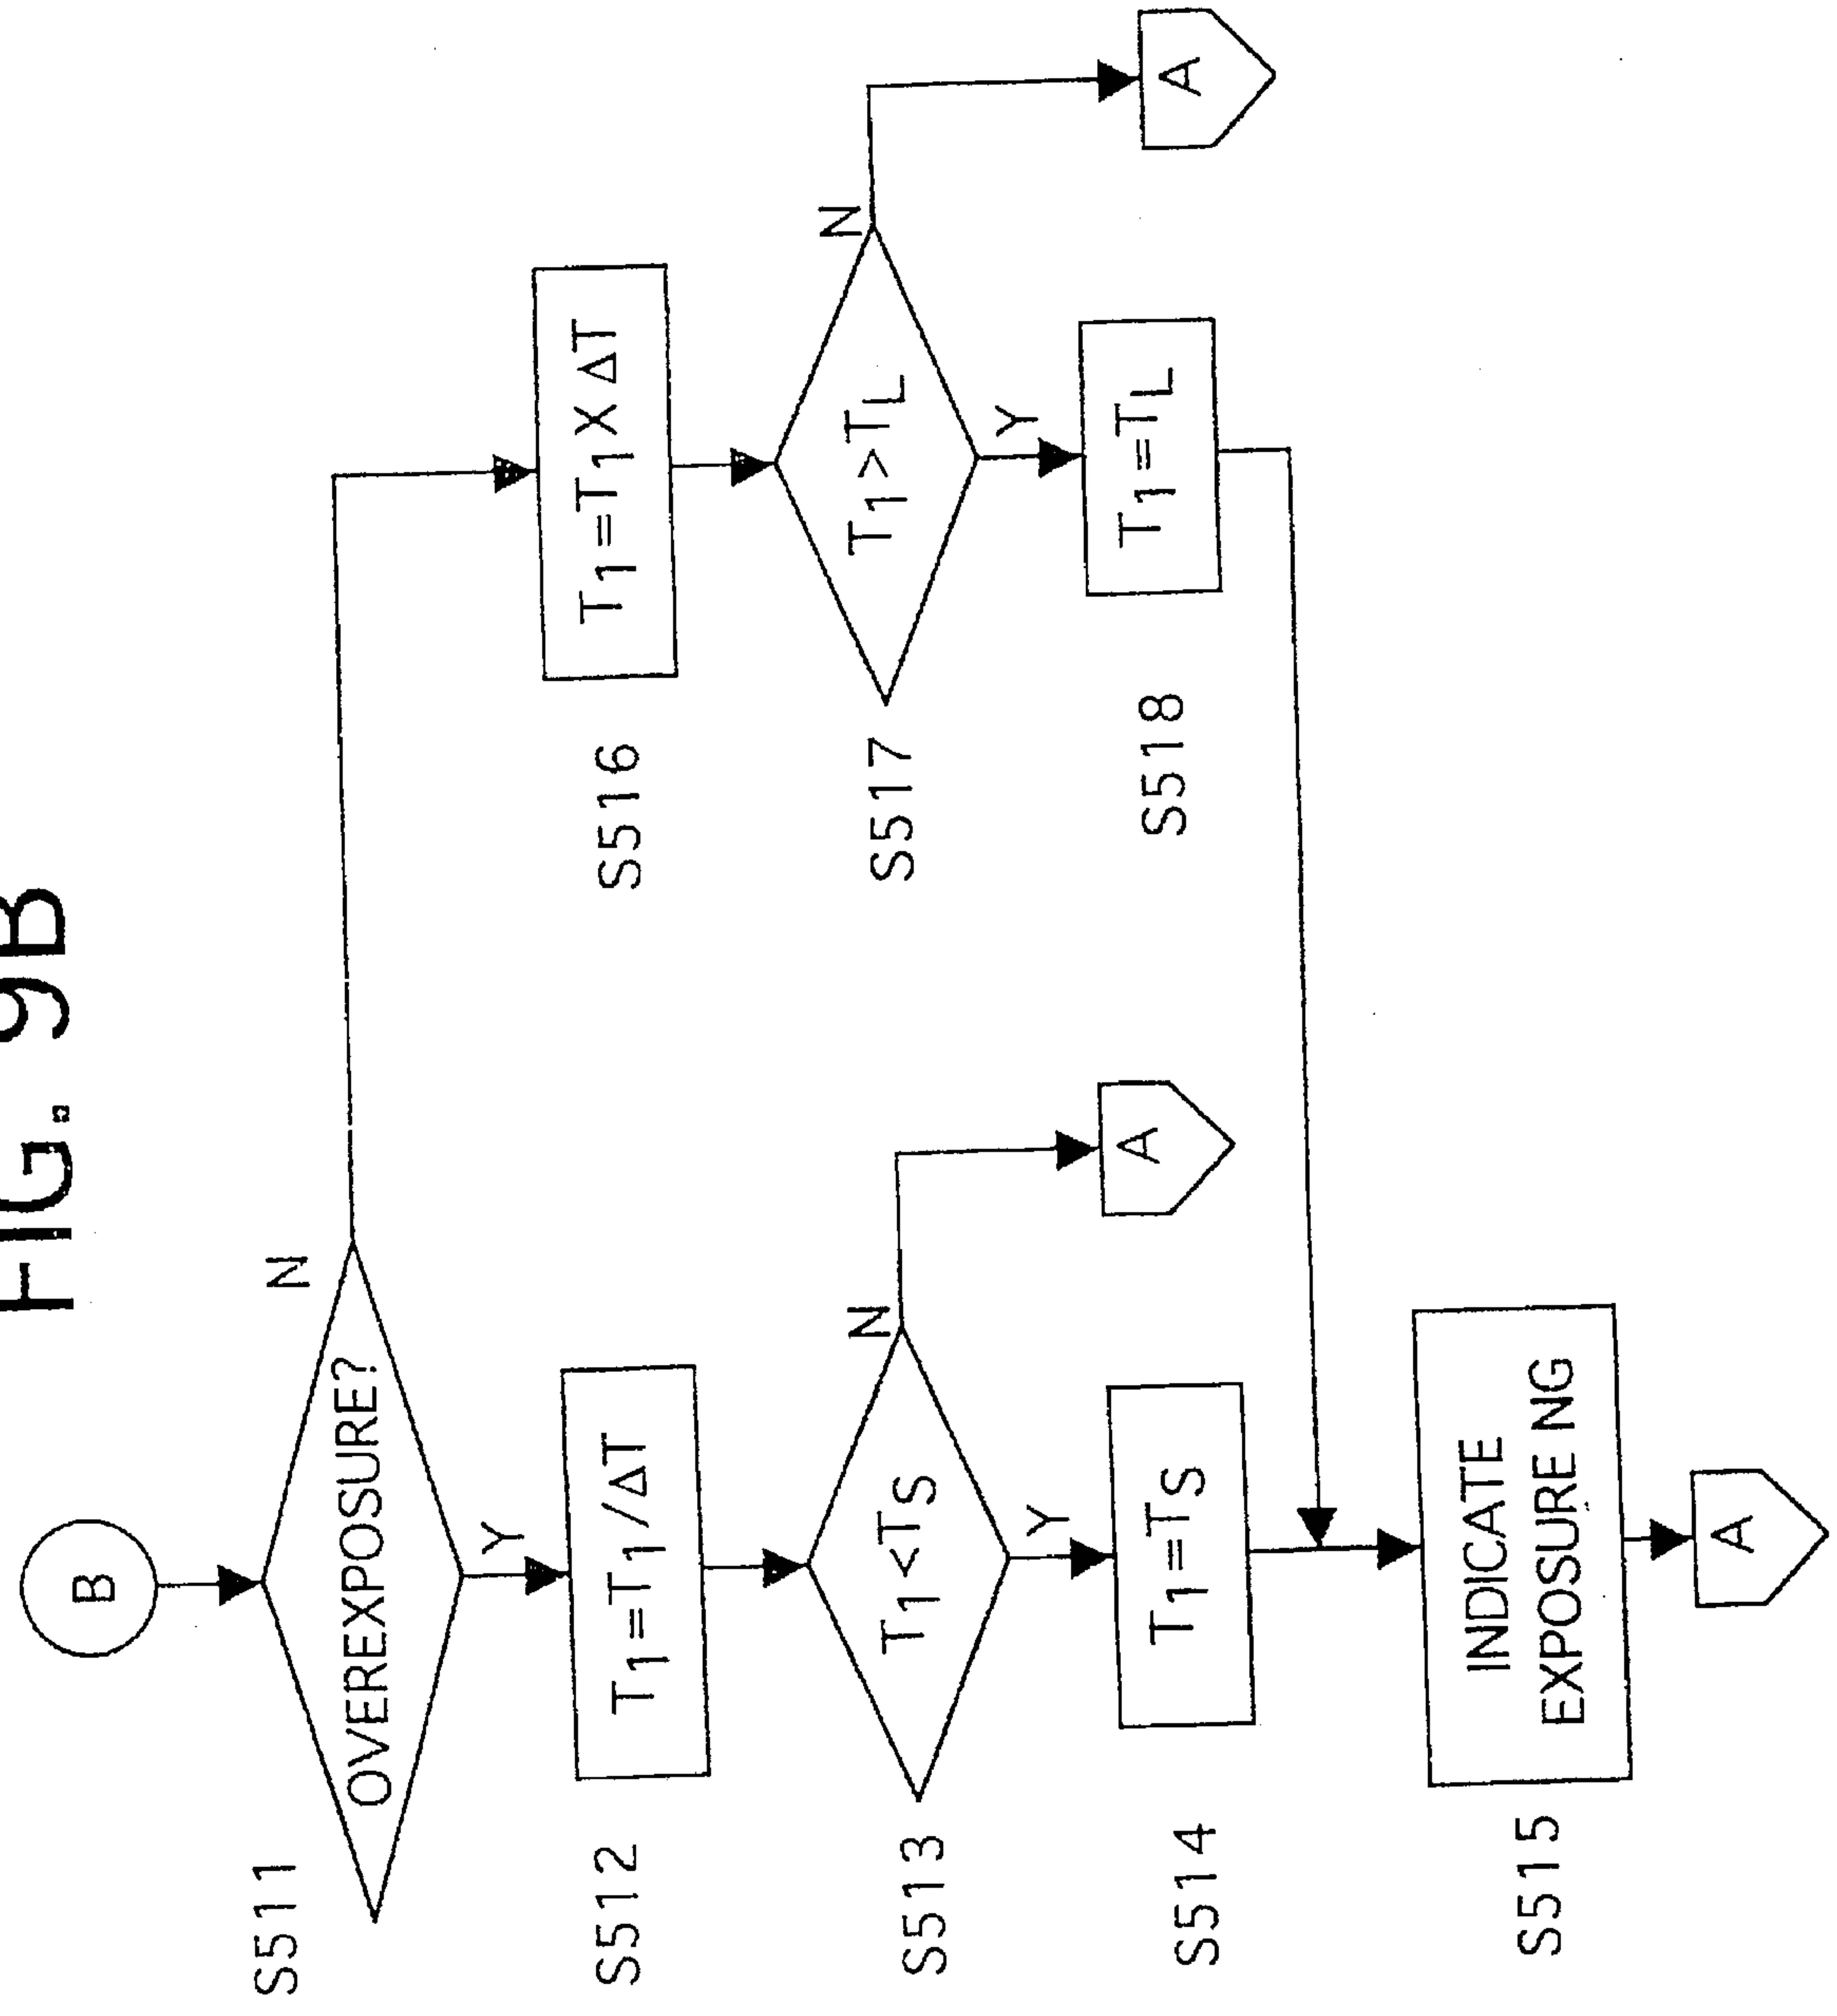 FIG. 9B
B
S511
OVEREXPOSURE?
N
Y
S512
T1=T1/ΔT
S513
T1<TS
N
Y
A
S514
T1=TS
S515
INDICATE
EXPOSURE NG
A
S516
T1=T1XΔT
S517
T1>TL
N
Y
A
S518
T1=TL